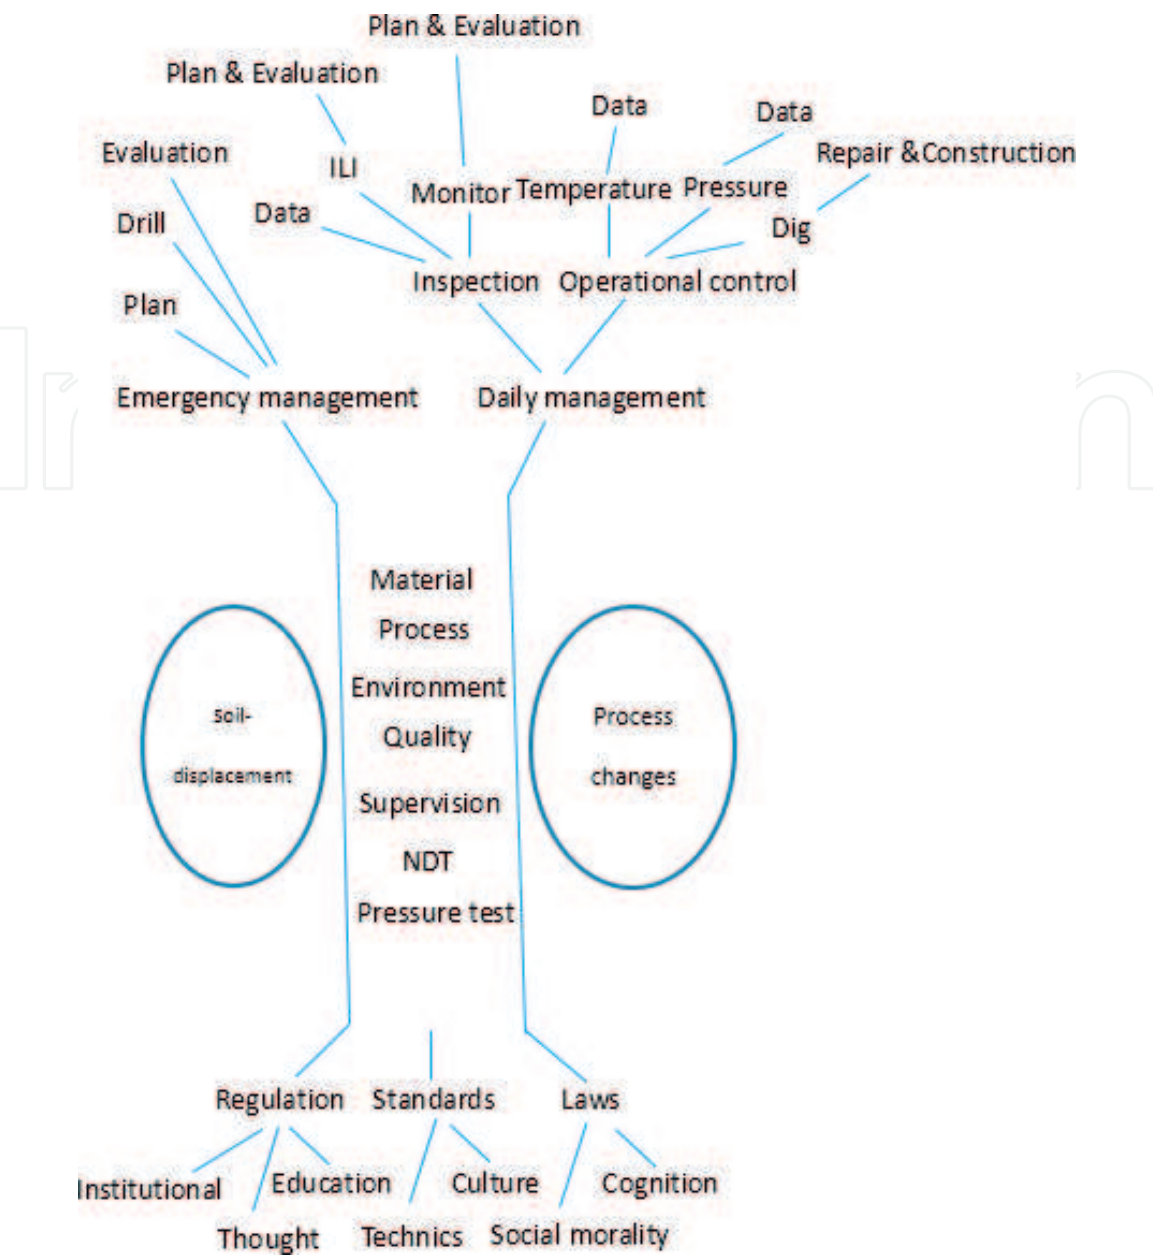 Plan & Evaluation
Plan & Evaluation
Data
Data
Evaluation
ILI
Repair &Construction
Monitor
Temperature
Pressure
Drill
Data
Dig
Inspection
Operational control
Plan
Emergency management
Daily management
Material
Process
Environment
Quality
Supervision
NDT
Pressure test
soil-
displacement
Process
changes
Regulation
Standards
Laws
Institutional
Education
Culture
Cognition
Thought
Technics
Social morality